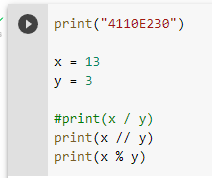 print("4110E230")
x = 13
y = 3
#print(x / y)
print(x // y)
print(x % y)